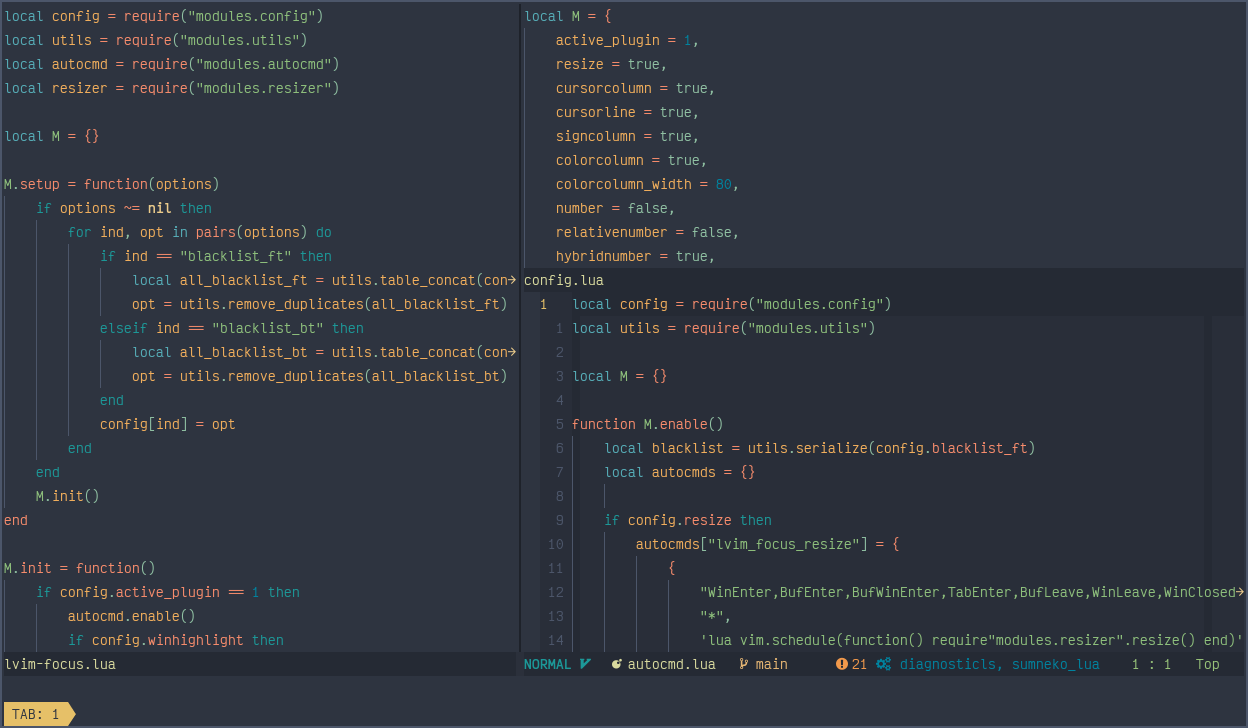 local config = require("modules.config")
local utils = require("modules.utils")
local autocmd = require("modules.autocmd")
local resizer = require("modules.resizer")
local M = {}
M.setup = function(options)
if options ~= nil then
for ind, opt in pairs(options) do
if ind == "blacklist_ft" then
local all_blacklist_ft = utils.table_concat(con→
opt = utils.remove_duplicates(all_blacklist_ft)
elseif ind == "blacklist_bt" then
local all_blacklist_bt = utils.table_concat(con→
opt = utils.remove_duplicates(all_blacklist_bt)
end
config[ind] = opt
end
end
M.init()
end
M.init = function()
if config.active_plugin == 1 then
autocmd.enable()
if config.winhighlight then
lvim-focus.lua
local M = {
active_plugin = 1,
resize = true,
cursorcolumn = true,
cursorline = true,
signcolumn = true,
colorcolumn = true,
colorcolumn_width = 80,
number = false,
relativenumber = false,
hybridnumber = true,
config.lua
1 local config = require("modules.config")
1 local utils = require("modules.utils")
2
3 local M = {}
4
5 function M.enable()
6 local blacklist = utils.serialize(config.blacklist_ft)
7 local autocmds = {}
8
9 if config.resize then
10 autocmds["lvim_focus_resize"] = {
11 {
12 "WinEnter,BufEnter,BufWinEnter,TabEnter,BufLeave,WinLeave,WinClosed→
13 "*",
14 'lua vim.schedule(function() require"modules.resizer".resize() end)'
NORMAL autocmd.lua main 21 diagnosticls, sumneko_lua 1 : 1 Top
TAB: 1